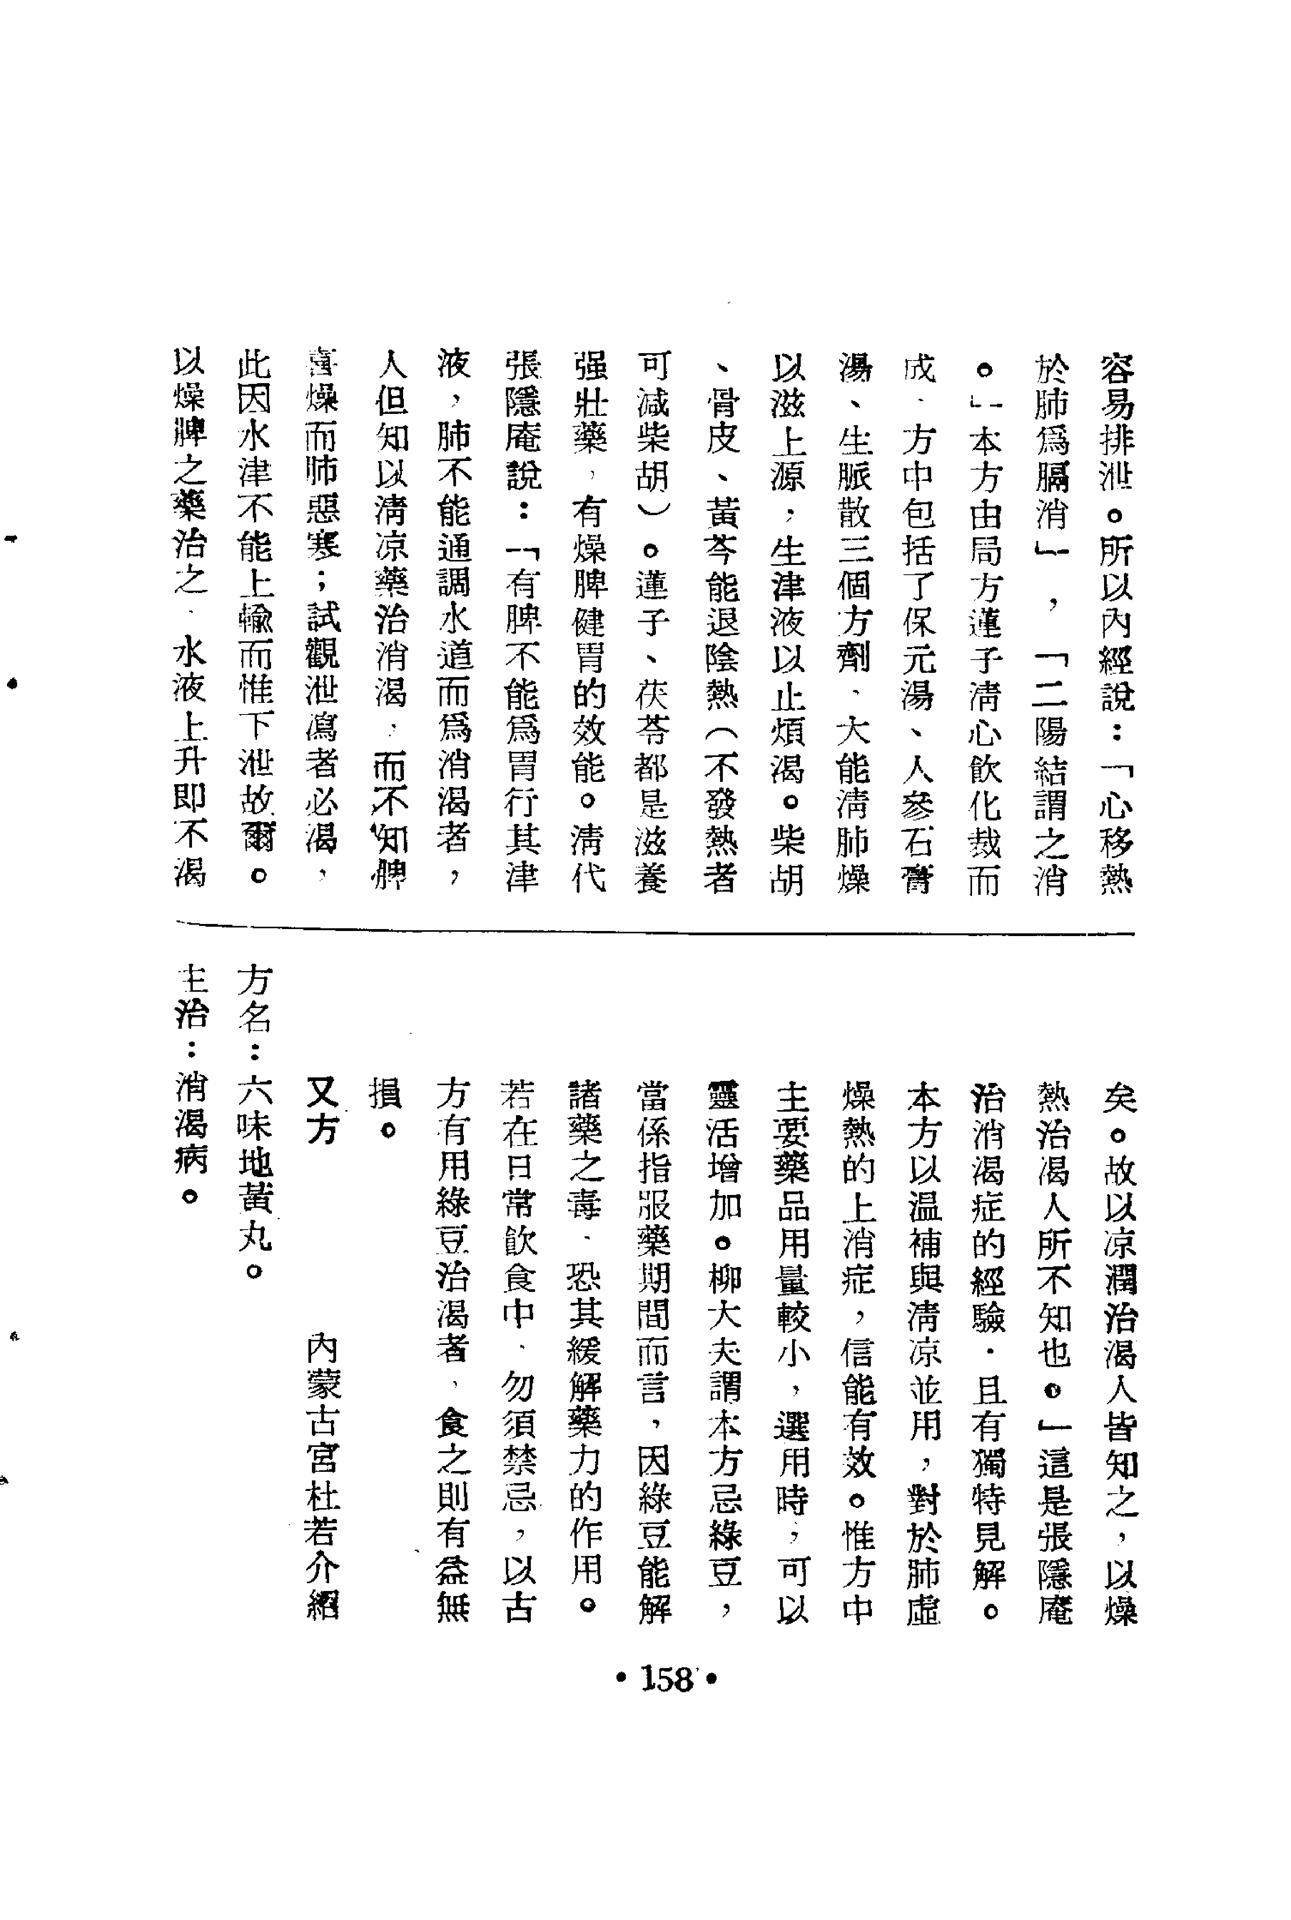 容易排泄。所以內經說：「心移熱
於肺爲膈消」，「二陽結謂之消
。」本方由局方蓮子淸心飮化裁而
成，方中包括了保元湯、人參石膏
湯、生脈散三個方劑，大能淸肺燥
以滋上源，生津液以止煩渴。柴胡
、骨皮、黃芩能退陰熱（不發熱者
可減柴胡）。蓮子、茯苓都是滋養
强壯藥，有燥脾健胃的效能。淸代
張隱庵說：「有脾不能爲胃行其津
液，肺不能通調水道而爲消渴者，
人但知以淸凉藥治消渴，而不知脾
喜燥而肺惡寒；試觀泄瀉者必渴，
此因水津不能上輸而惟下泄故爾。
以燥脾之藥治之，水液上升即不渴
矣。故以凉潤治渴人皆知之，以燥
熱治渴人所不知也。」這是張隱庵
治消渴症的經驗，且有獨特見解。
本方以温補與淸凉並用，對於肺虛
燥熱的上消症，信能有效。惟方中
主要藥品用量較小，選用時，可以
靈活增加。柳大夫謂本方忌綠豆，
當係指服藥期間而言，因綠豆能解
諸藥之毒，恐其緩解藥力的作用。
若在日常飮食中，勿須禁忌，以古
方有用綠豆治渴者，食之則有益無
損。
又方 內蒙古宮杜若介紹
方名：六味地黃丸。
主治：消渴病。
•158•